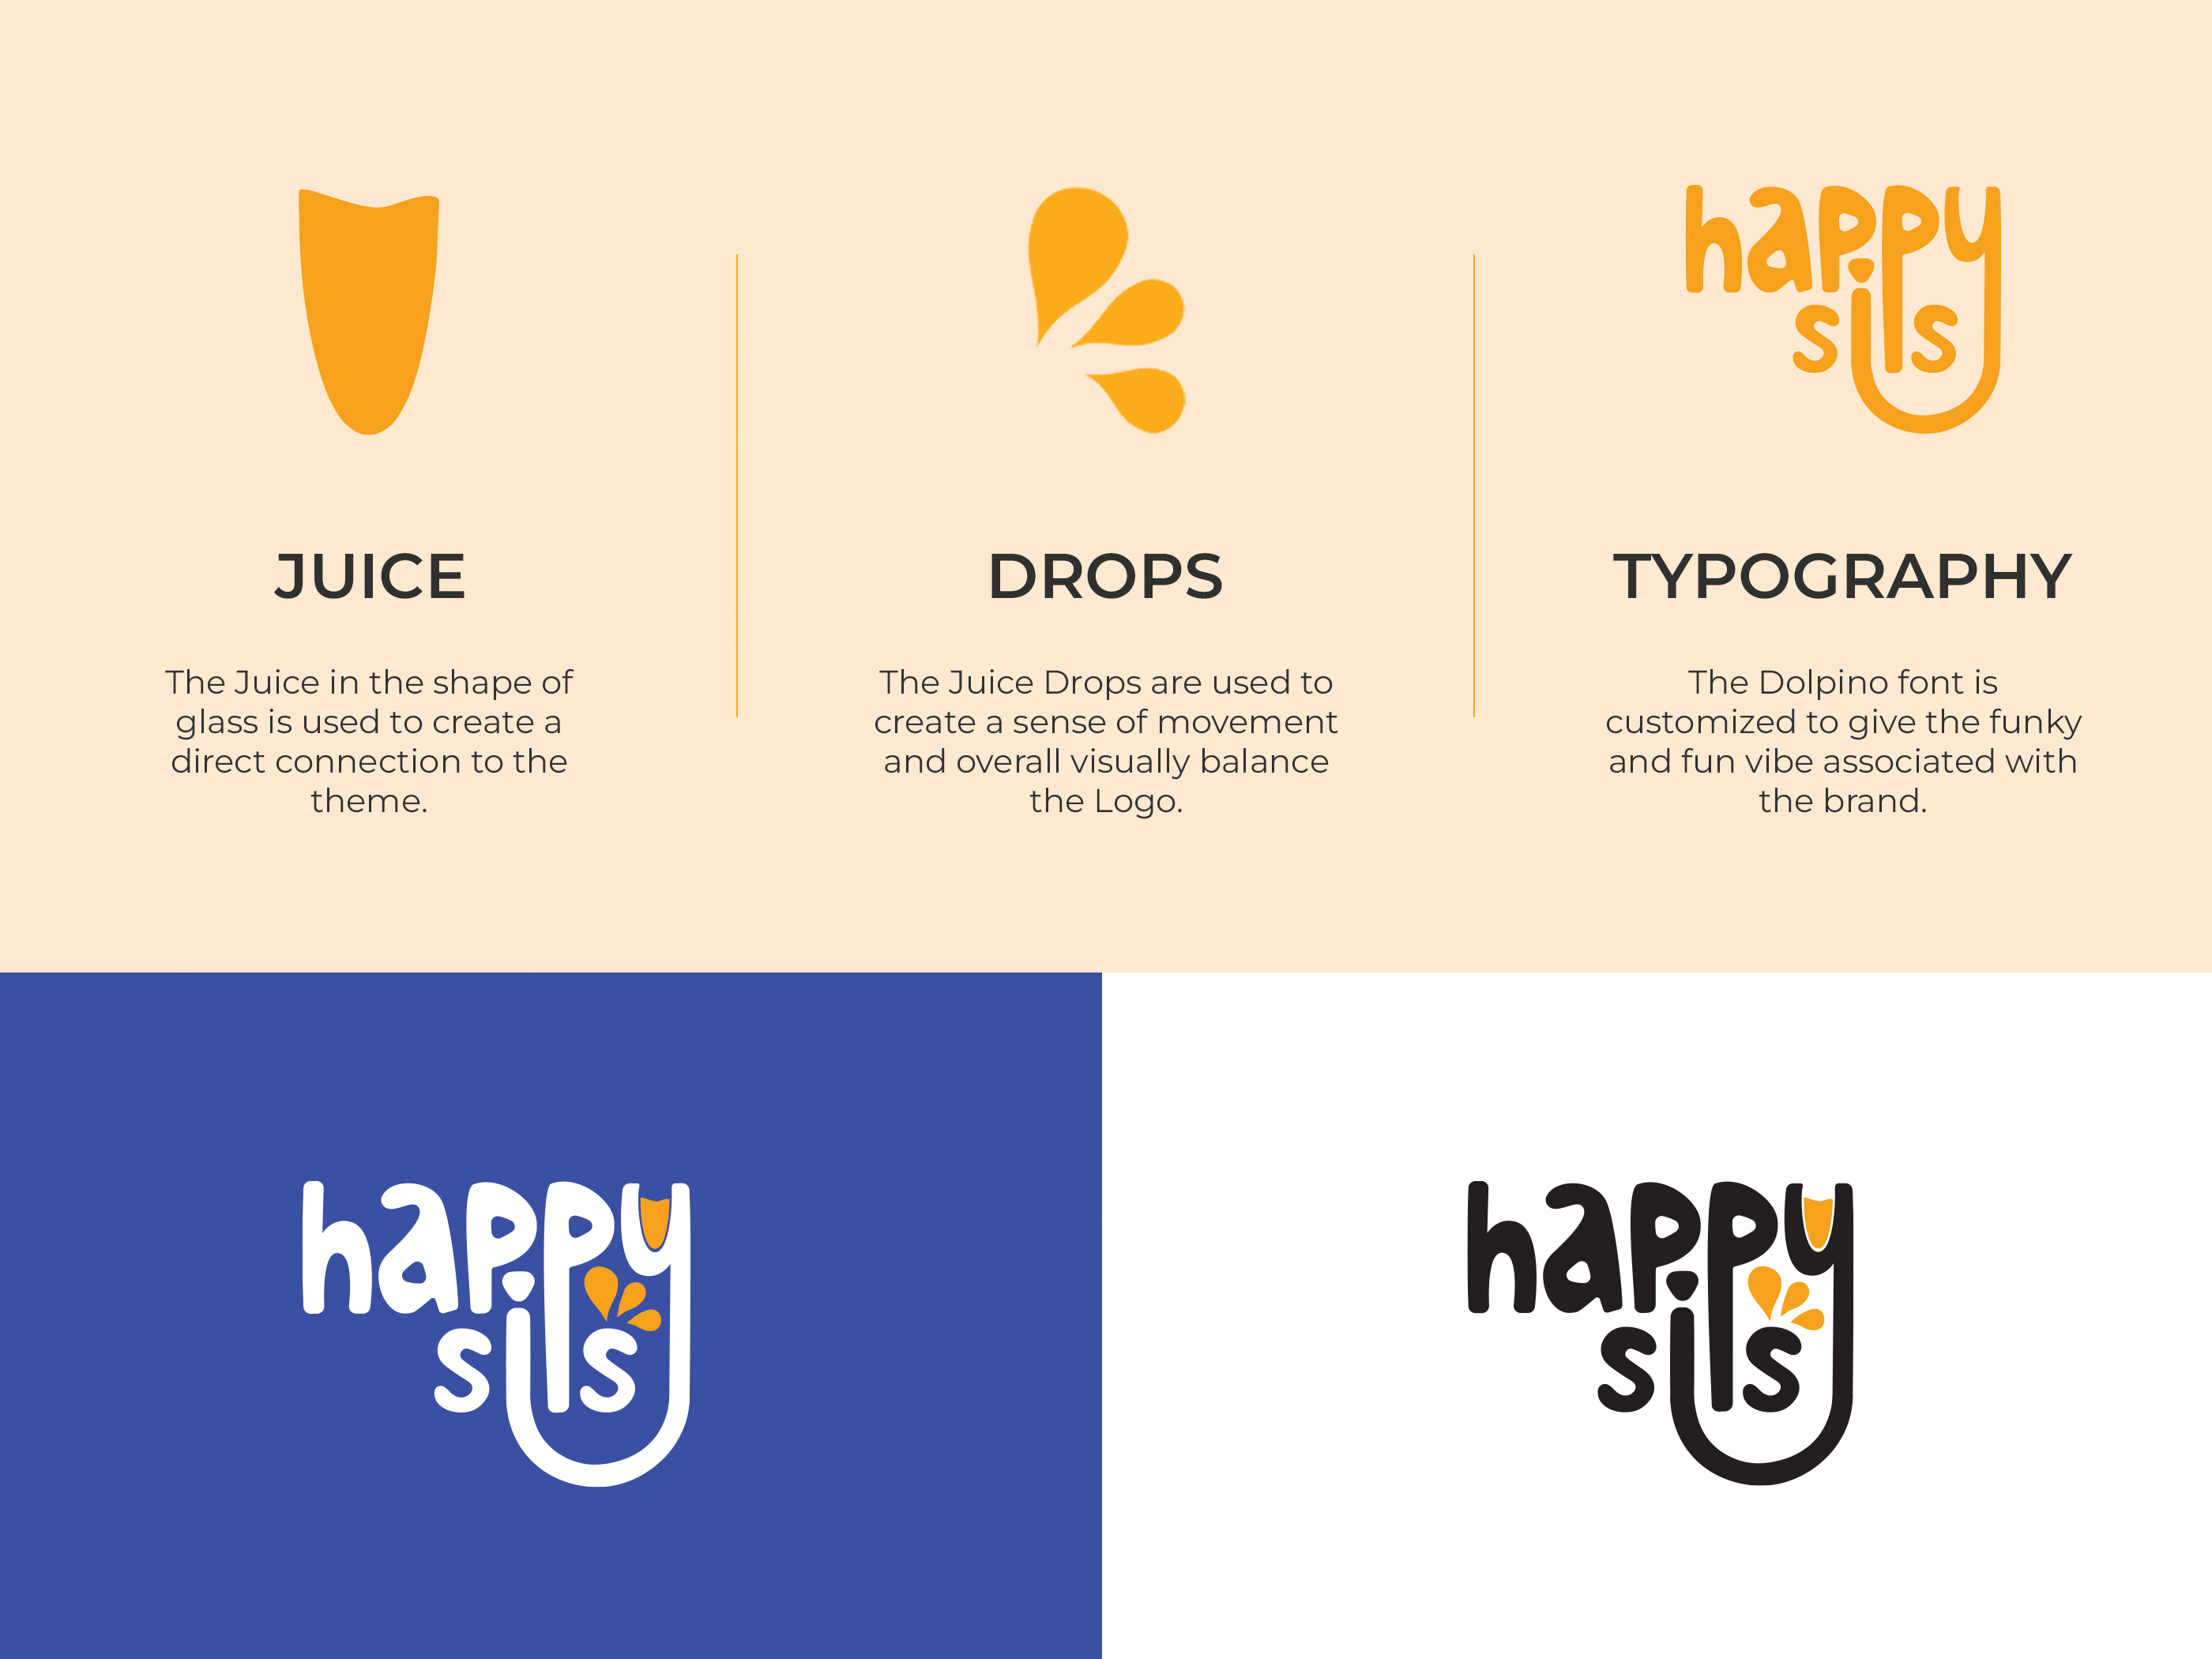 JUICE
The Juice in the shape of
glass is used to create a
direct connection to the
theme.
DROPS
The Juice Drops are used to
create a sense of movement
and overall visually balance
the Logo.
happy
sips
TYPOGRAPHY
The Dolpino font is
customized to give the funky
and fun vibe associated with
the brand.
happy
sips
happy
sips